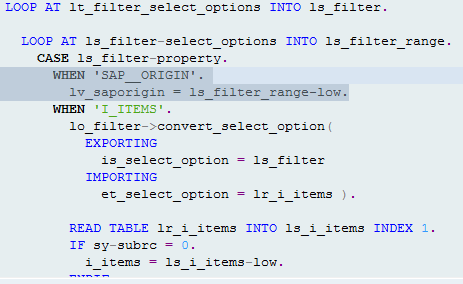 LOOP AT lt_filter_select_options INTO ls_filter.
LOOP AT ls_filter-select_options INTO ls_filter_range.
CASE ls_filter-property.
WHEN 'SAP__ORIGIN'.
lv_saporigin = ls_filter_range-low.
WHEN 'I_ITEMS'.
lo_filter->convert_select_option(
EXPORTING
is_select_option = ls_filter
IMPORTING
et_select_option = lr_i_items ).
READ TABLE lr_i_items INTO ls_i_items INDEX 1.
IF sy-subrc = 0.
i_items = ls_i_items-low.